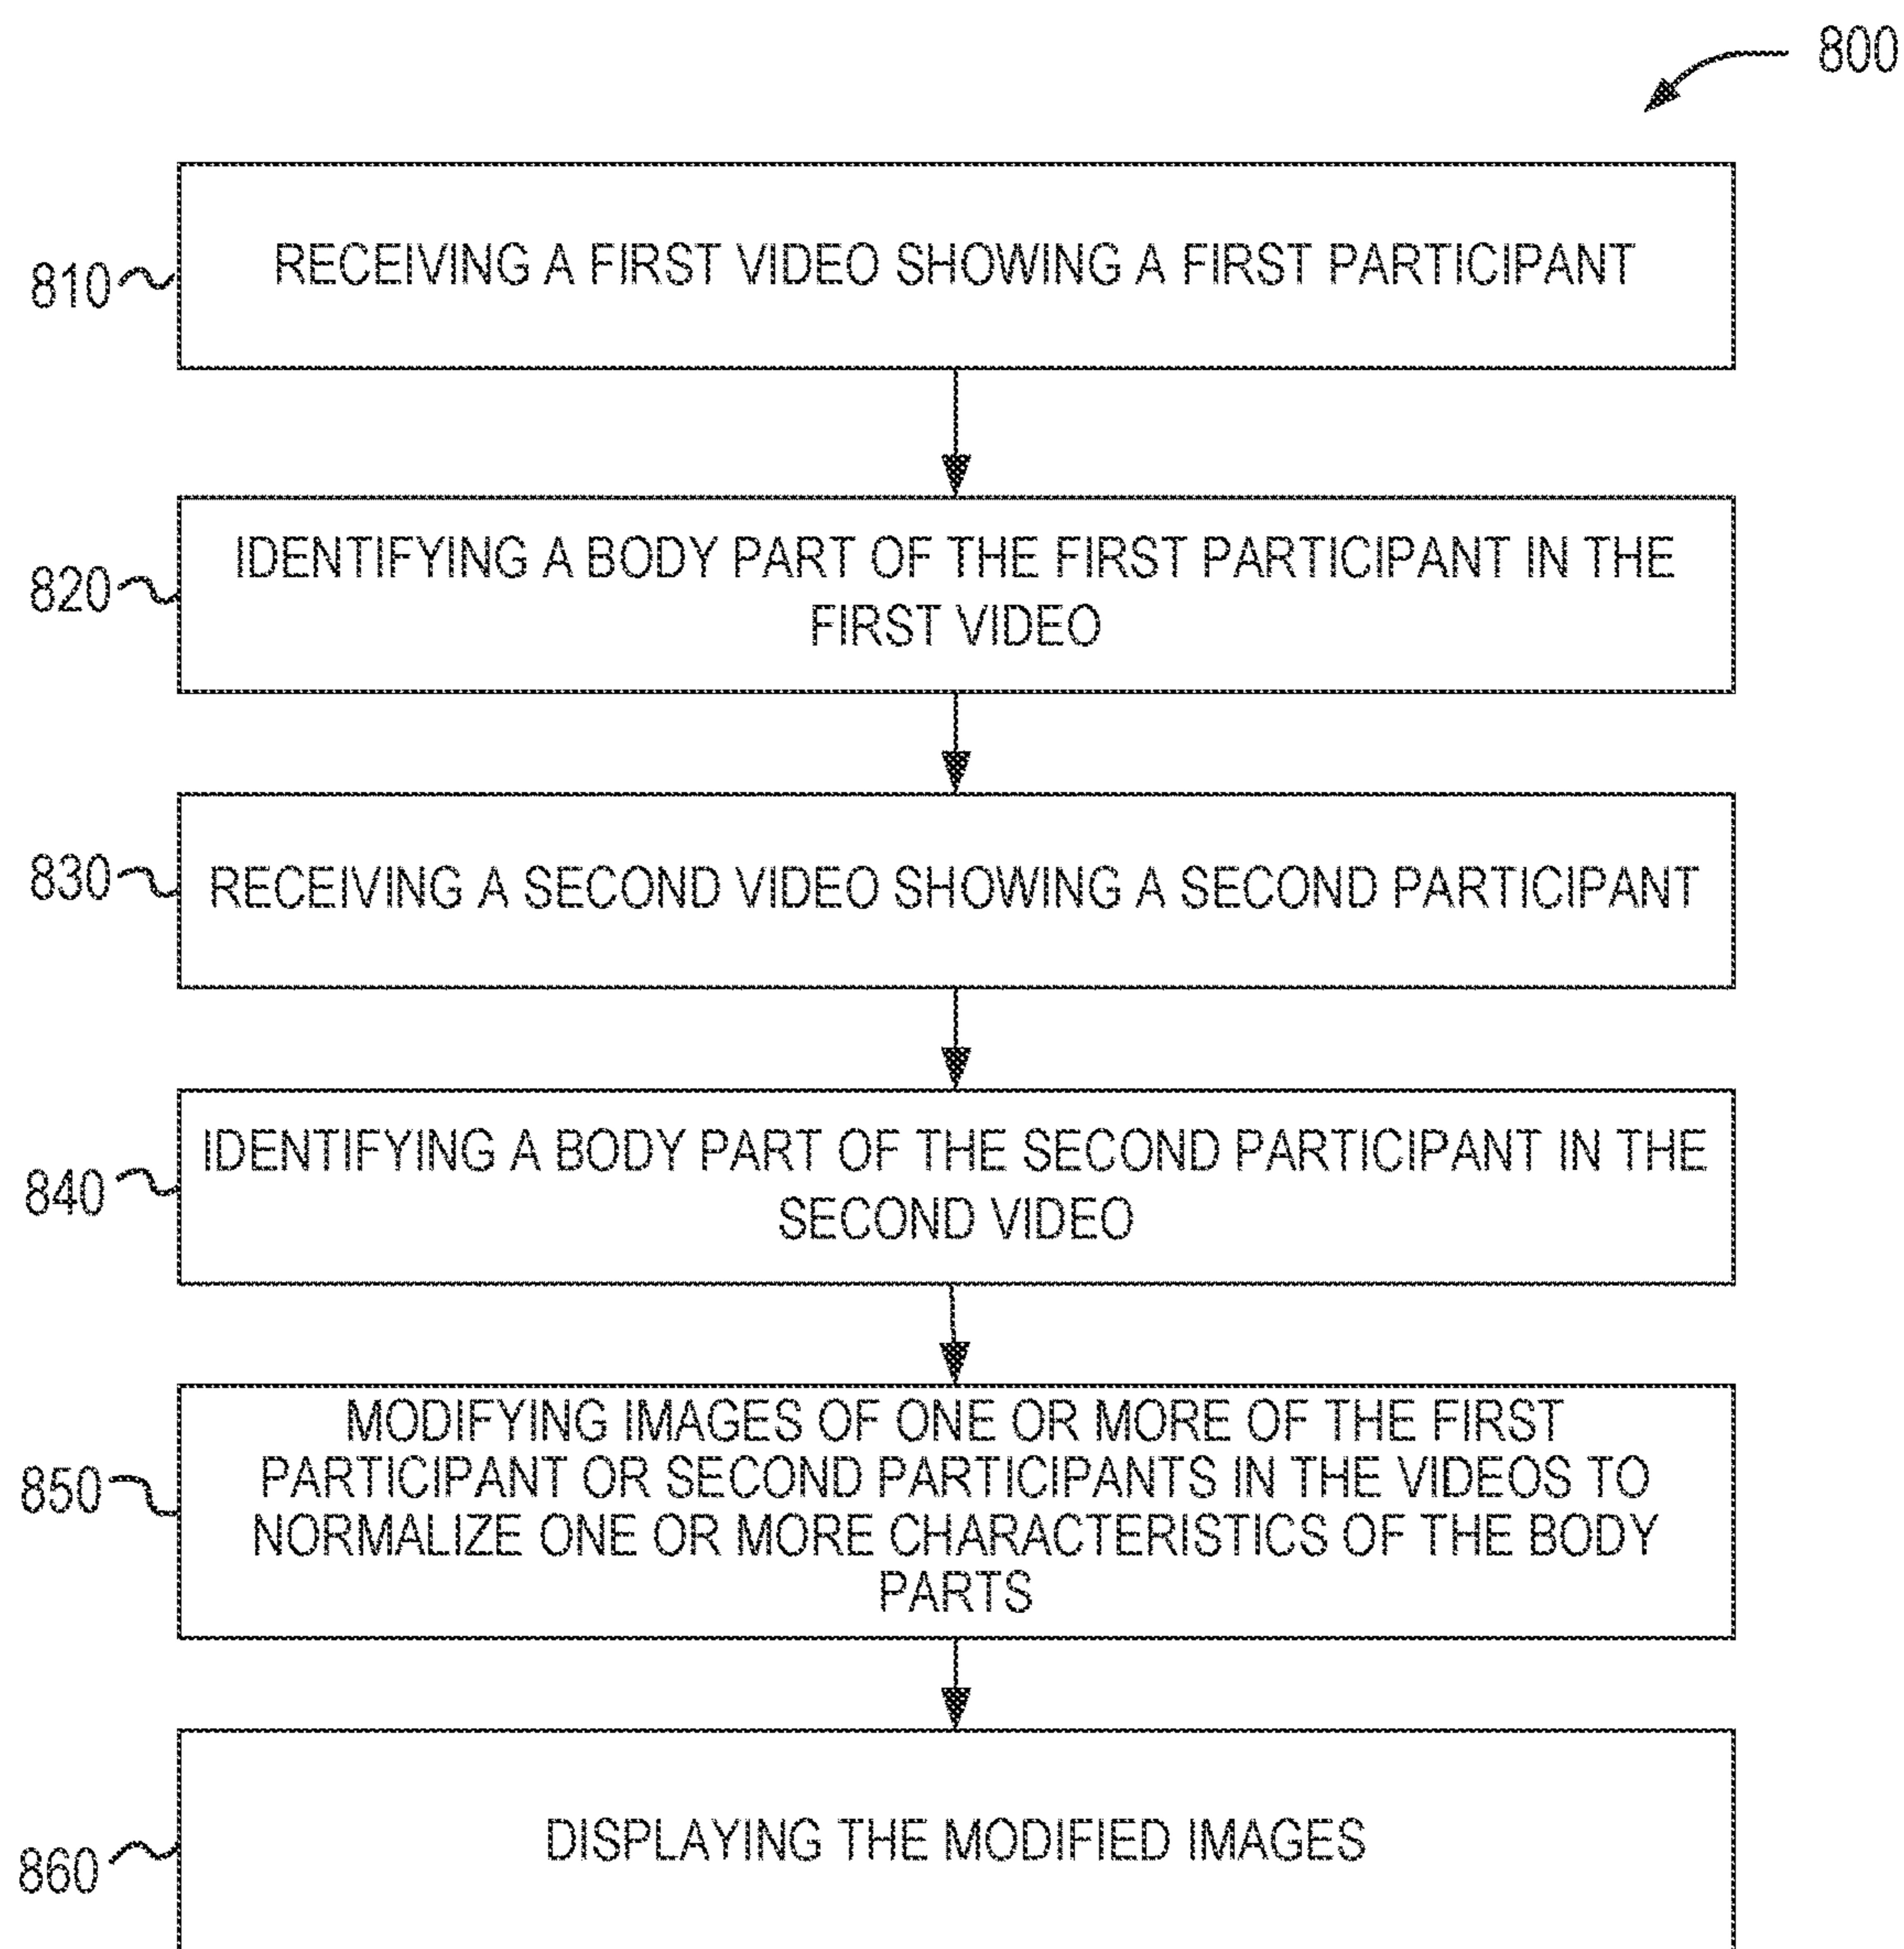 800
810
RECEIVING A FIRST VIDEO SHOWING A FIRST PARTICIPANT
820
IDENTIFYING A BODY PART OF THE FIRST PARTICIPANT IN THE
FIRST VIDEO
830
RECEIVING A SECOND VIDEO SHOWING A SECOND PARTICIPANT
840
IDENTIFYING A BODY PART OF THE SECOND PARTICIPANT IN THE
SECOND VIDEO
850
MODIFYING IMAGES OF ONE OR MORE OF THE FIRST
PARTICIPANT OR SECOND PARTICIPANTS IN THE VIDEOS TO
NORMALIZE ONE OR MORE CHARACTERISTICS OF THE BODY
PARTS
860
DISPLAYING THE MODIFIED IMAGES